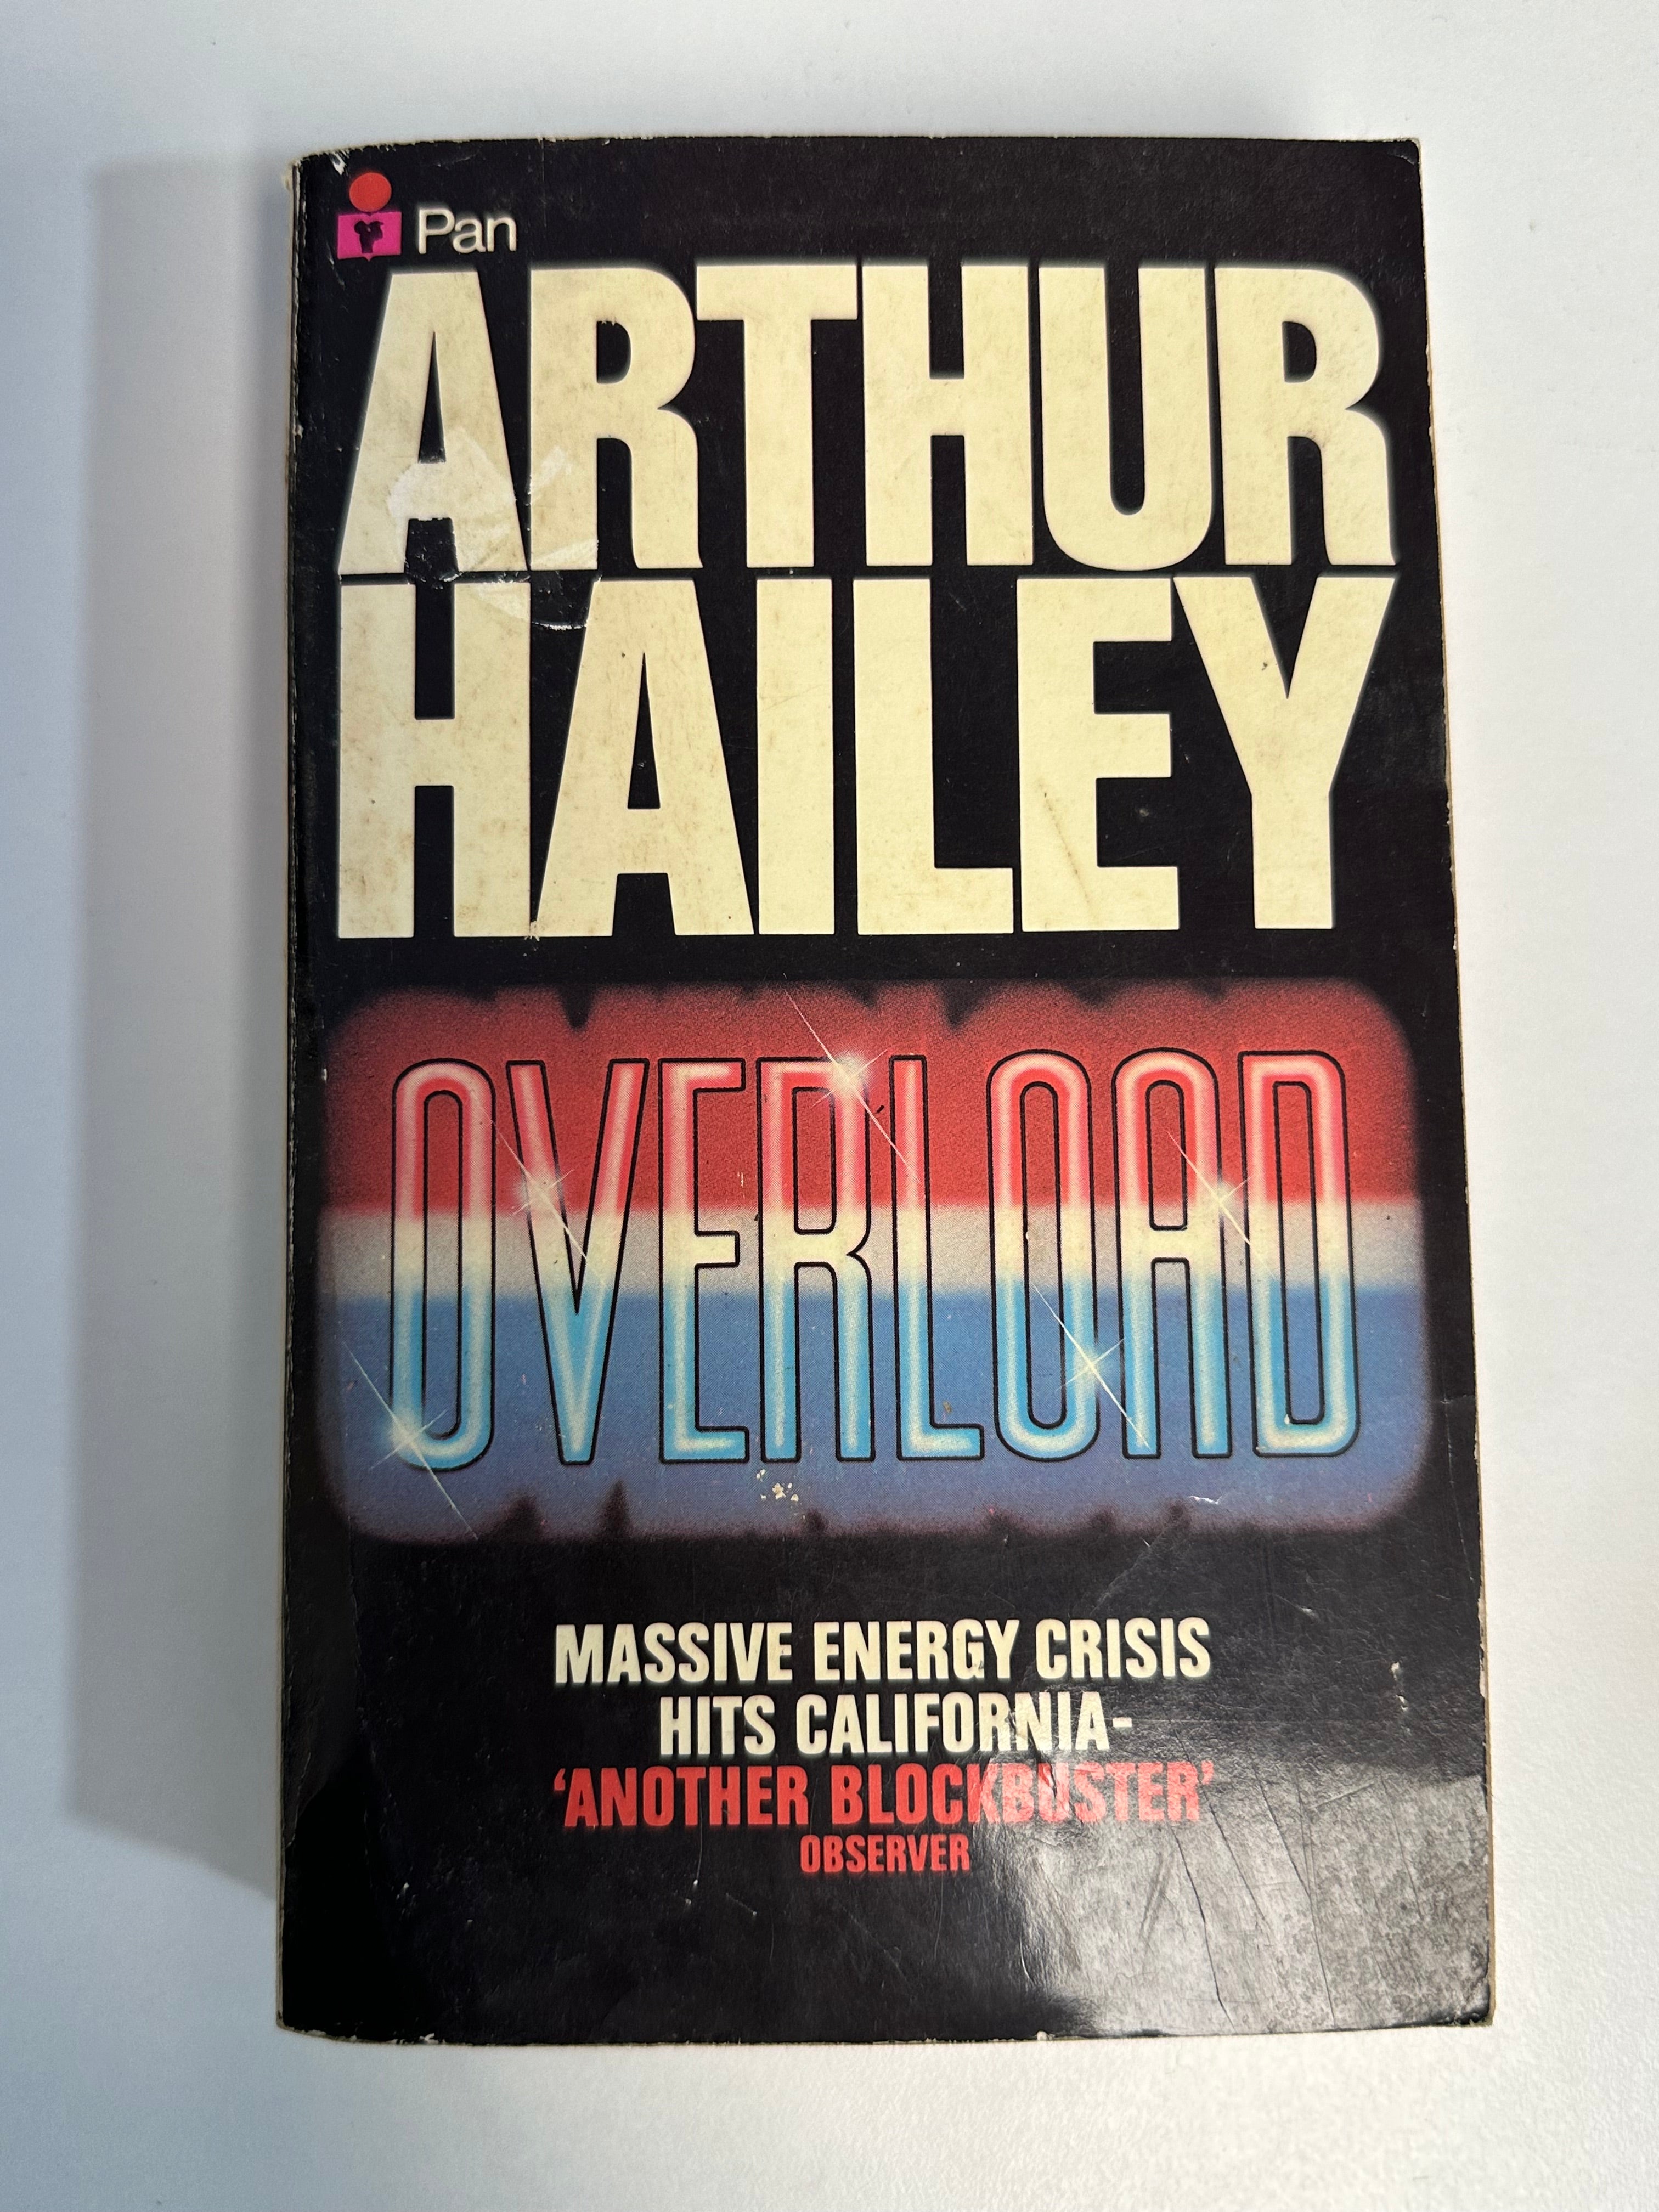 Pan
ARTHUR
HAILEY
OVERLOAD
MASSIVE ENERGY CRISIS
HITS CALIFORNIA-
‘ANOTHER BLOCKBUSTER’
OBSERVER